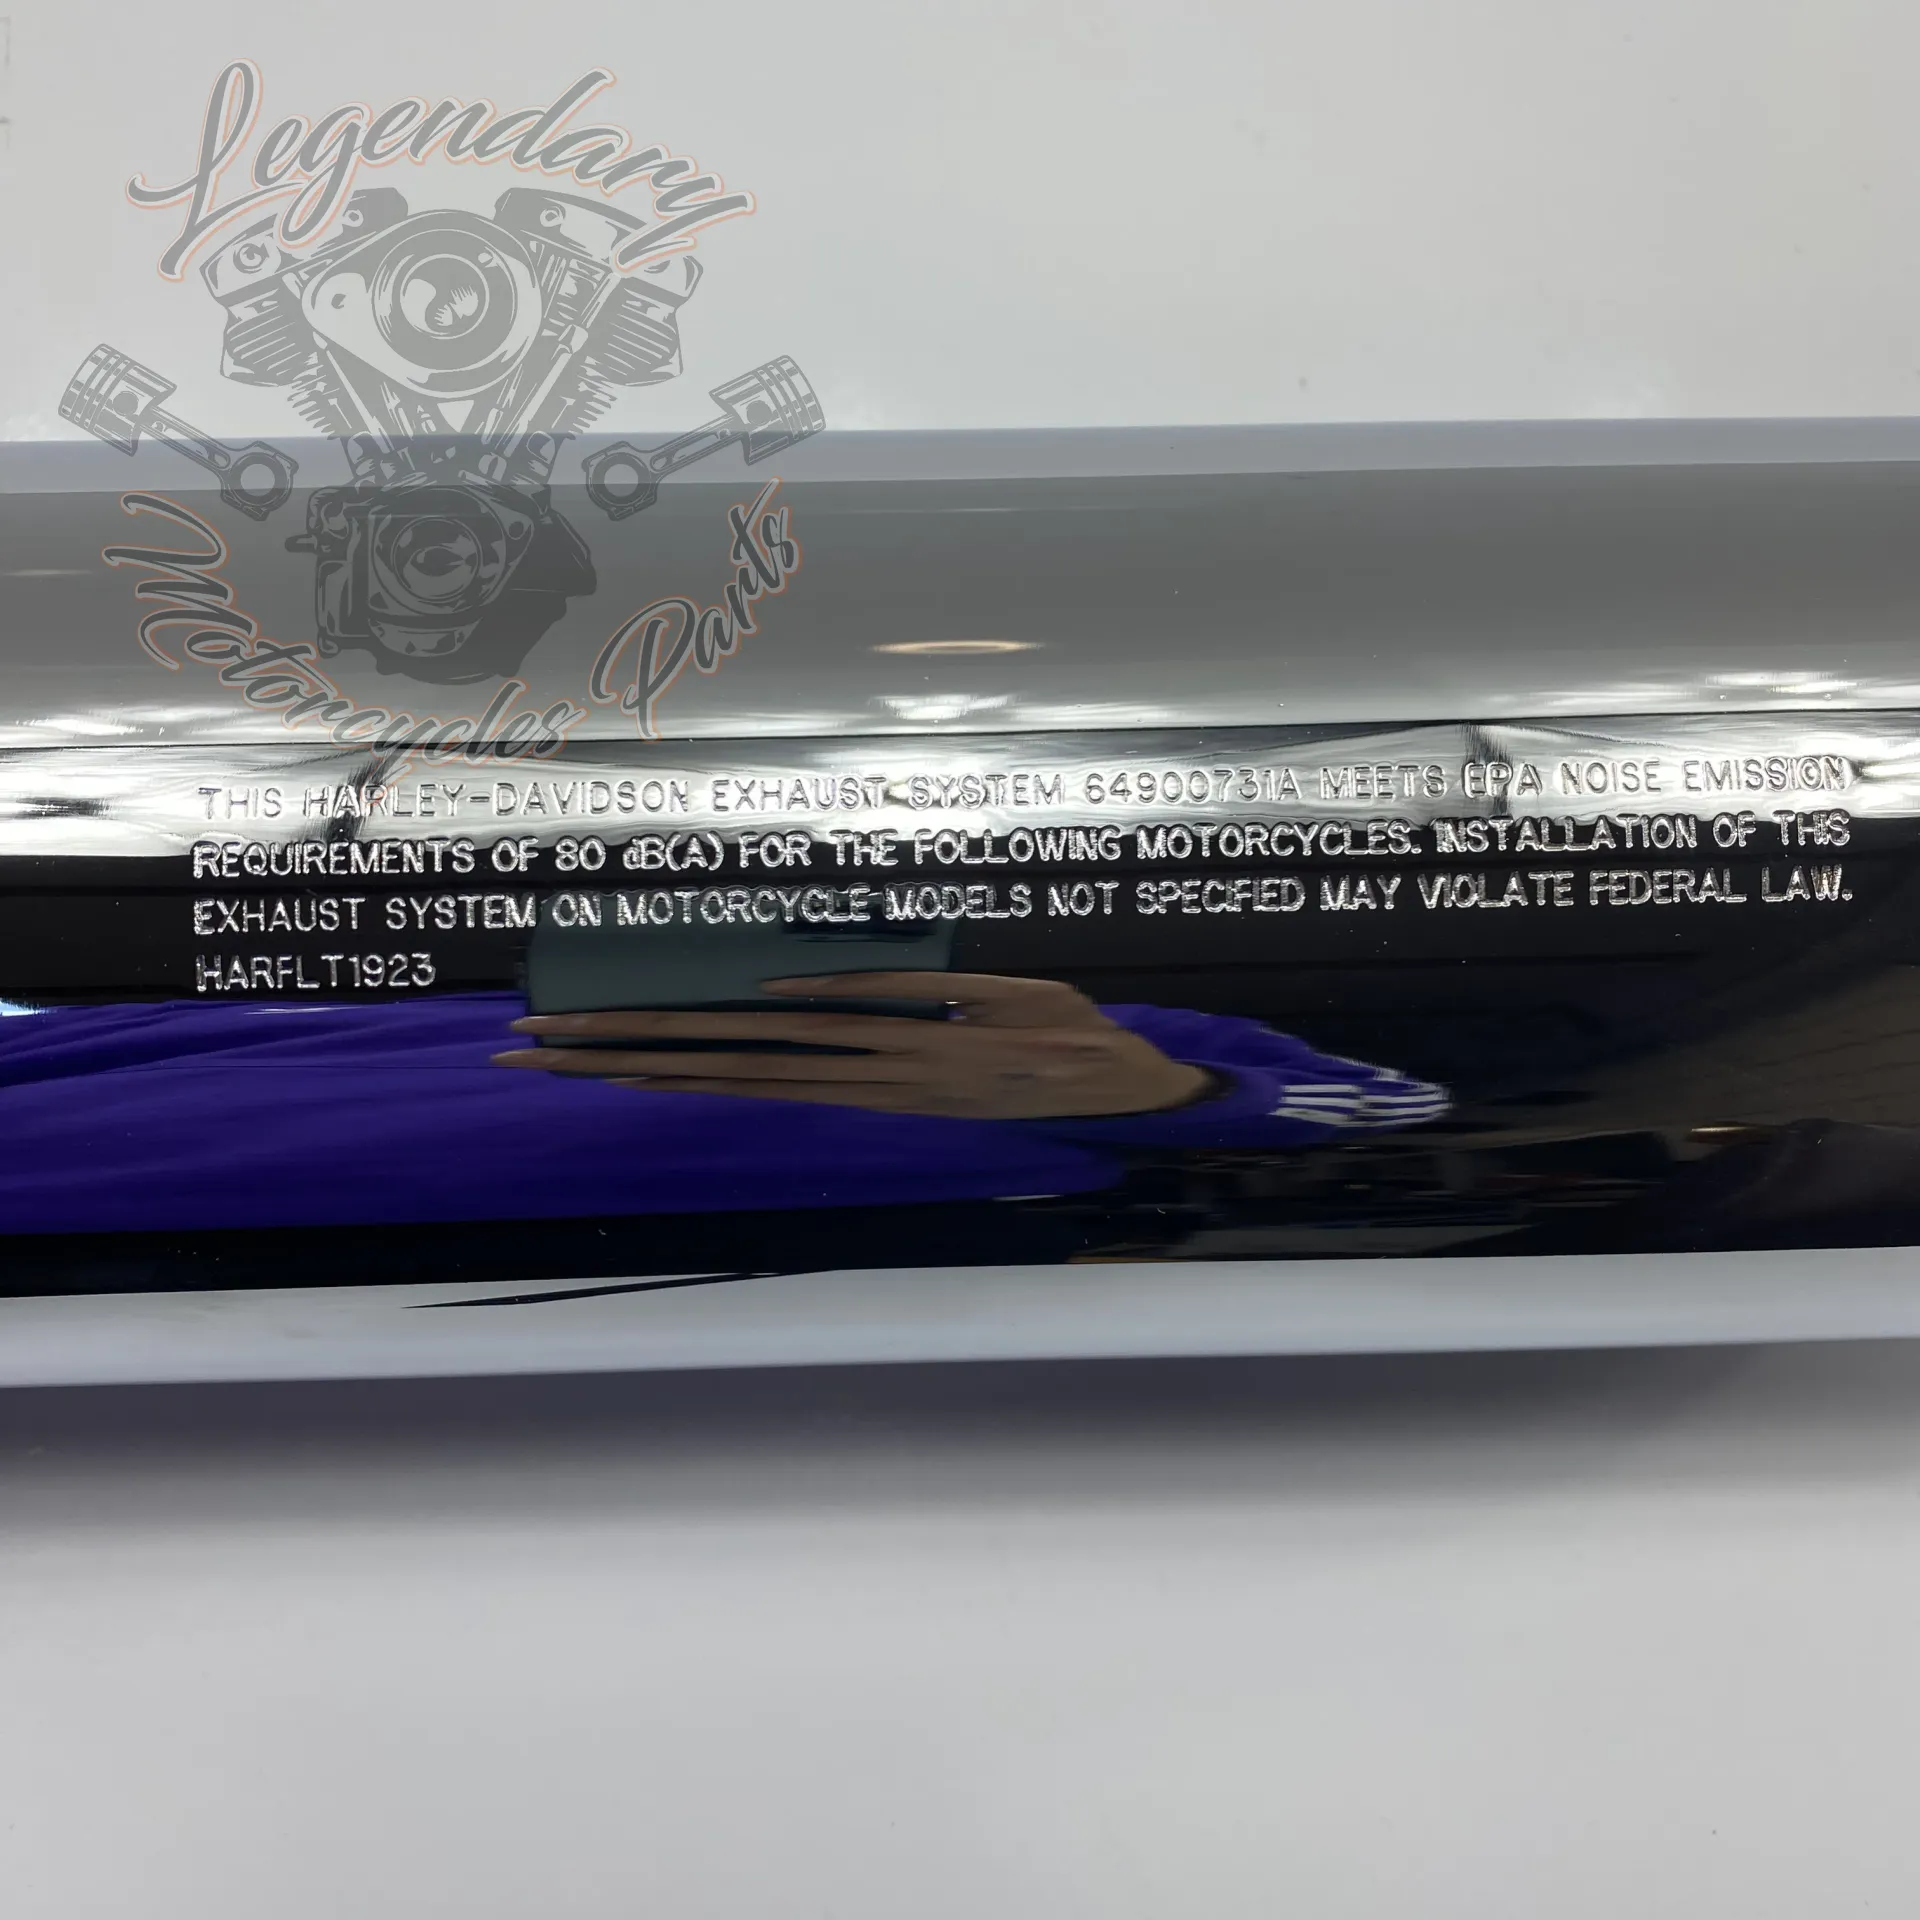 Legendary
Motorcycles Parts
THIS HARLEY-DAVIDSON EXHAUST SYSTEM 64900731A MEETS EPA NOISE EMISSION
REQUIREMENTS OF 80 dB(A) FOR THE FOLLOWING MOTORCYCLES. INSTALLATION OF THIS
EXHAUST SYSTEM ON MOTORCYCLE MODELS NOT SPECIFIED MAY VIOLATE FEDERAL LAW.
HARFLT1923